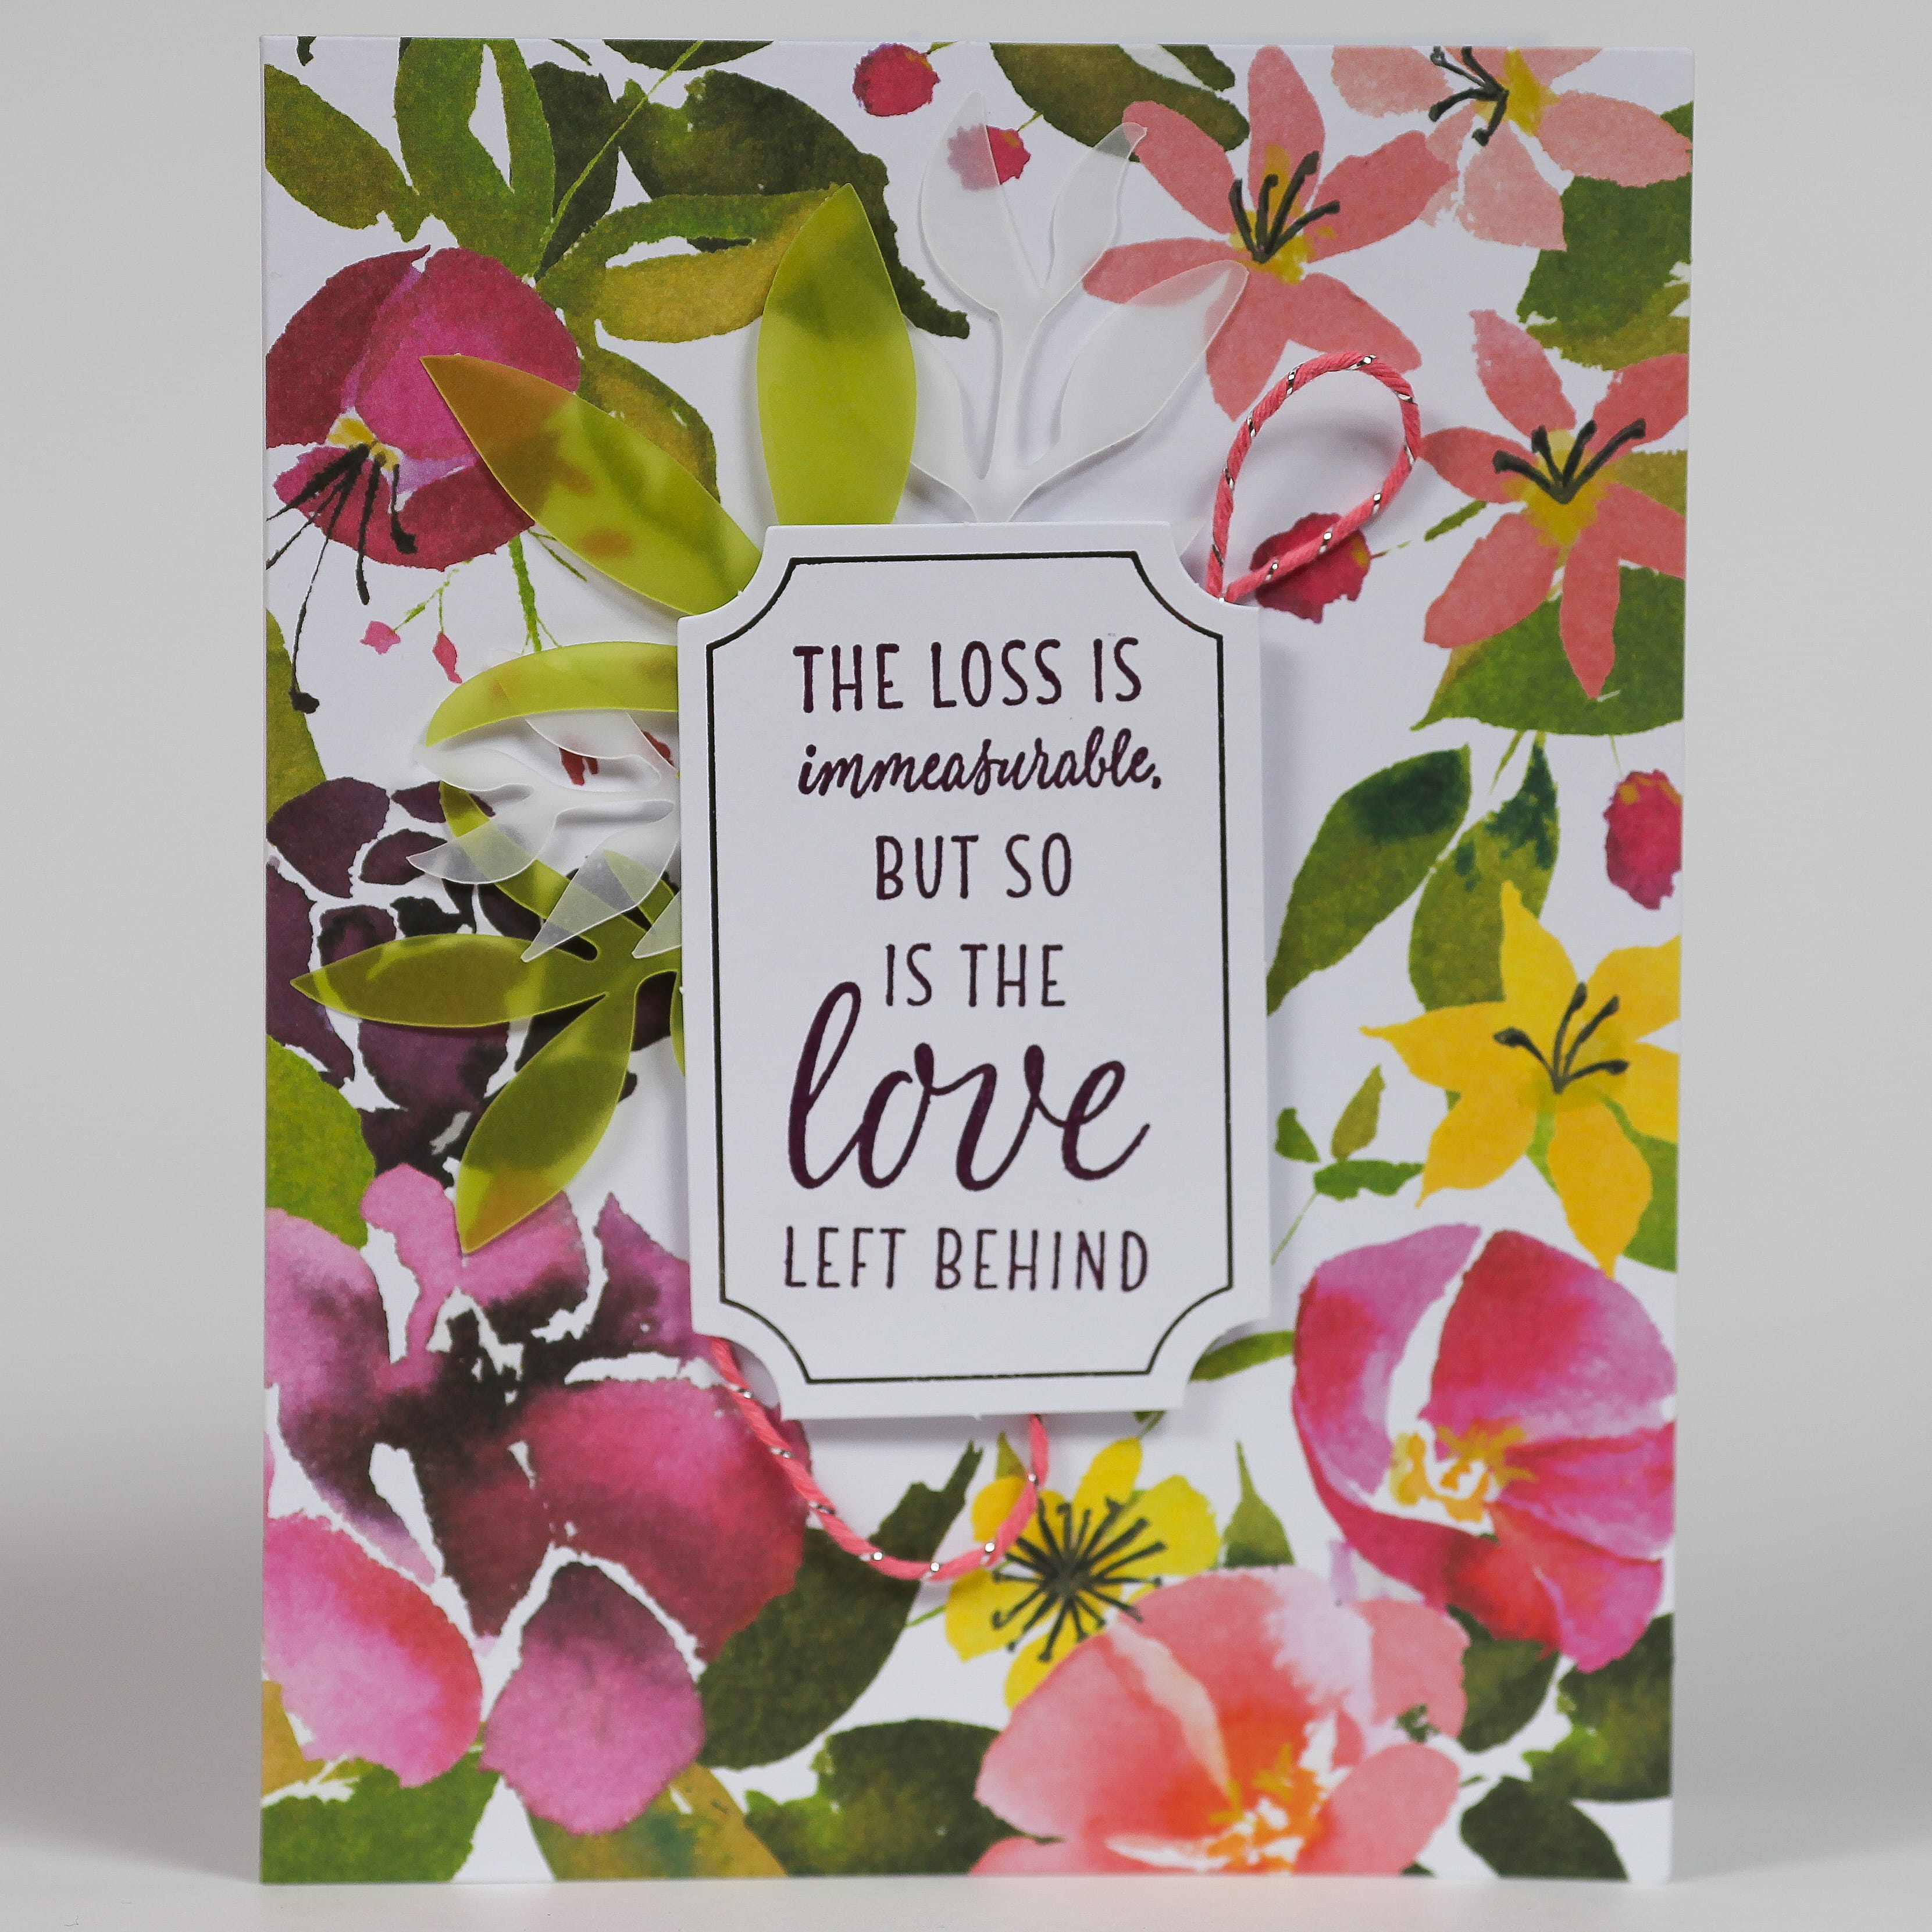 THE LOSS IS
immeasurable,
BUT SO
IS THE
love
LEFT BEHIND